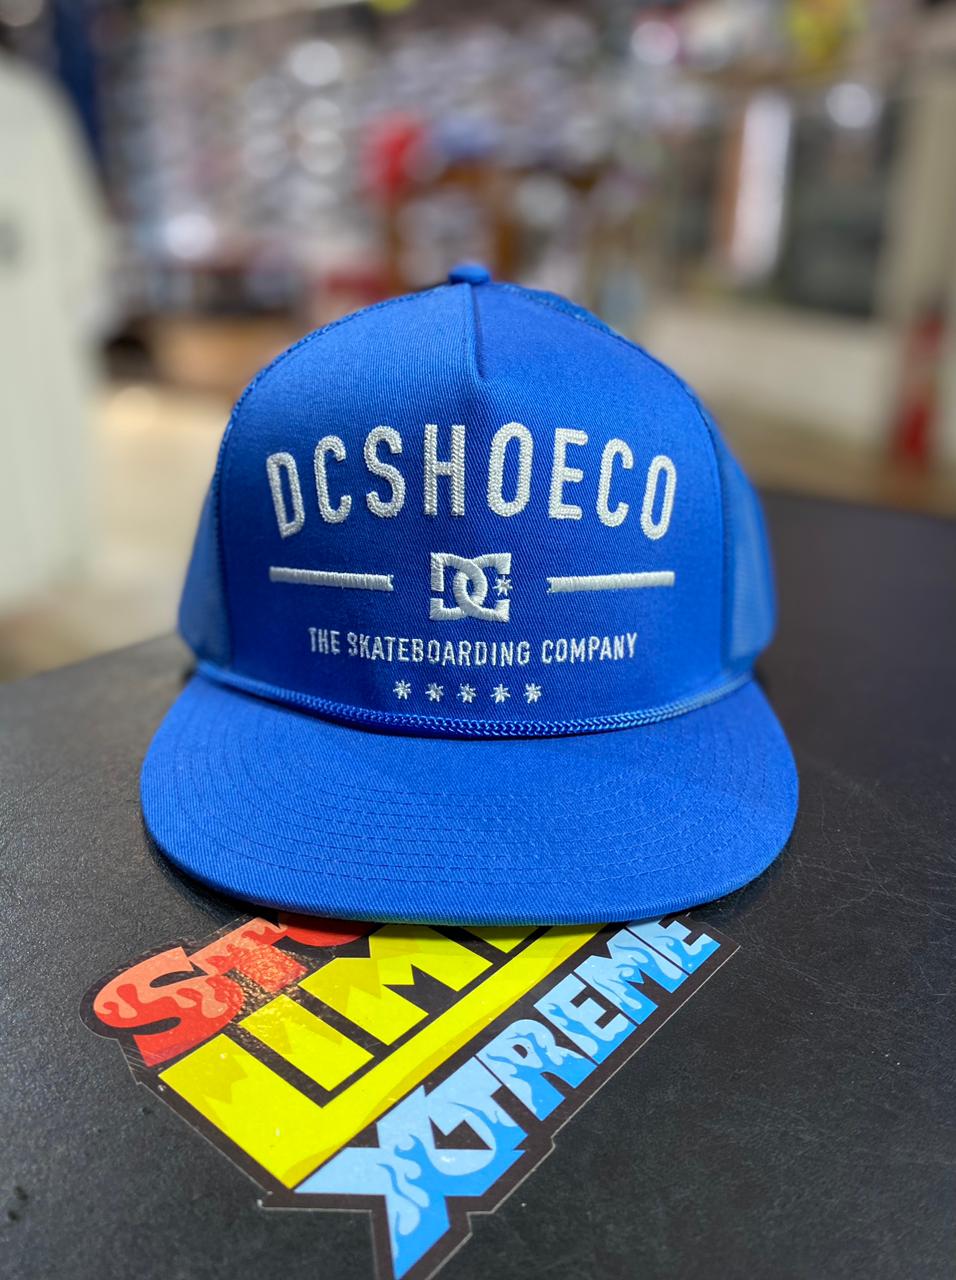 DCSHOECO
DC
THE SKATEBOARDING COMPANY
XTREME